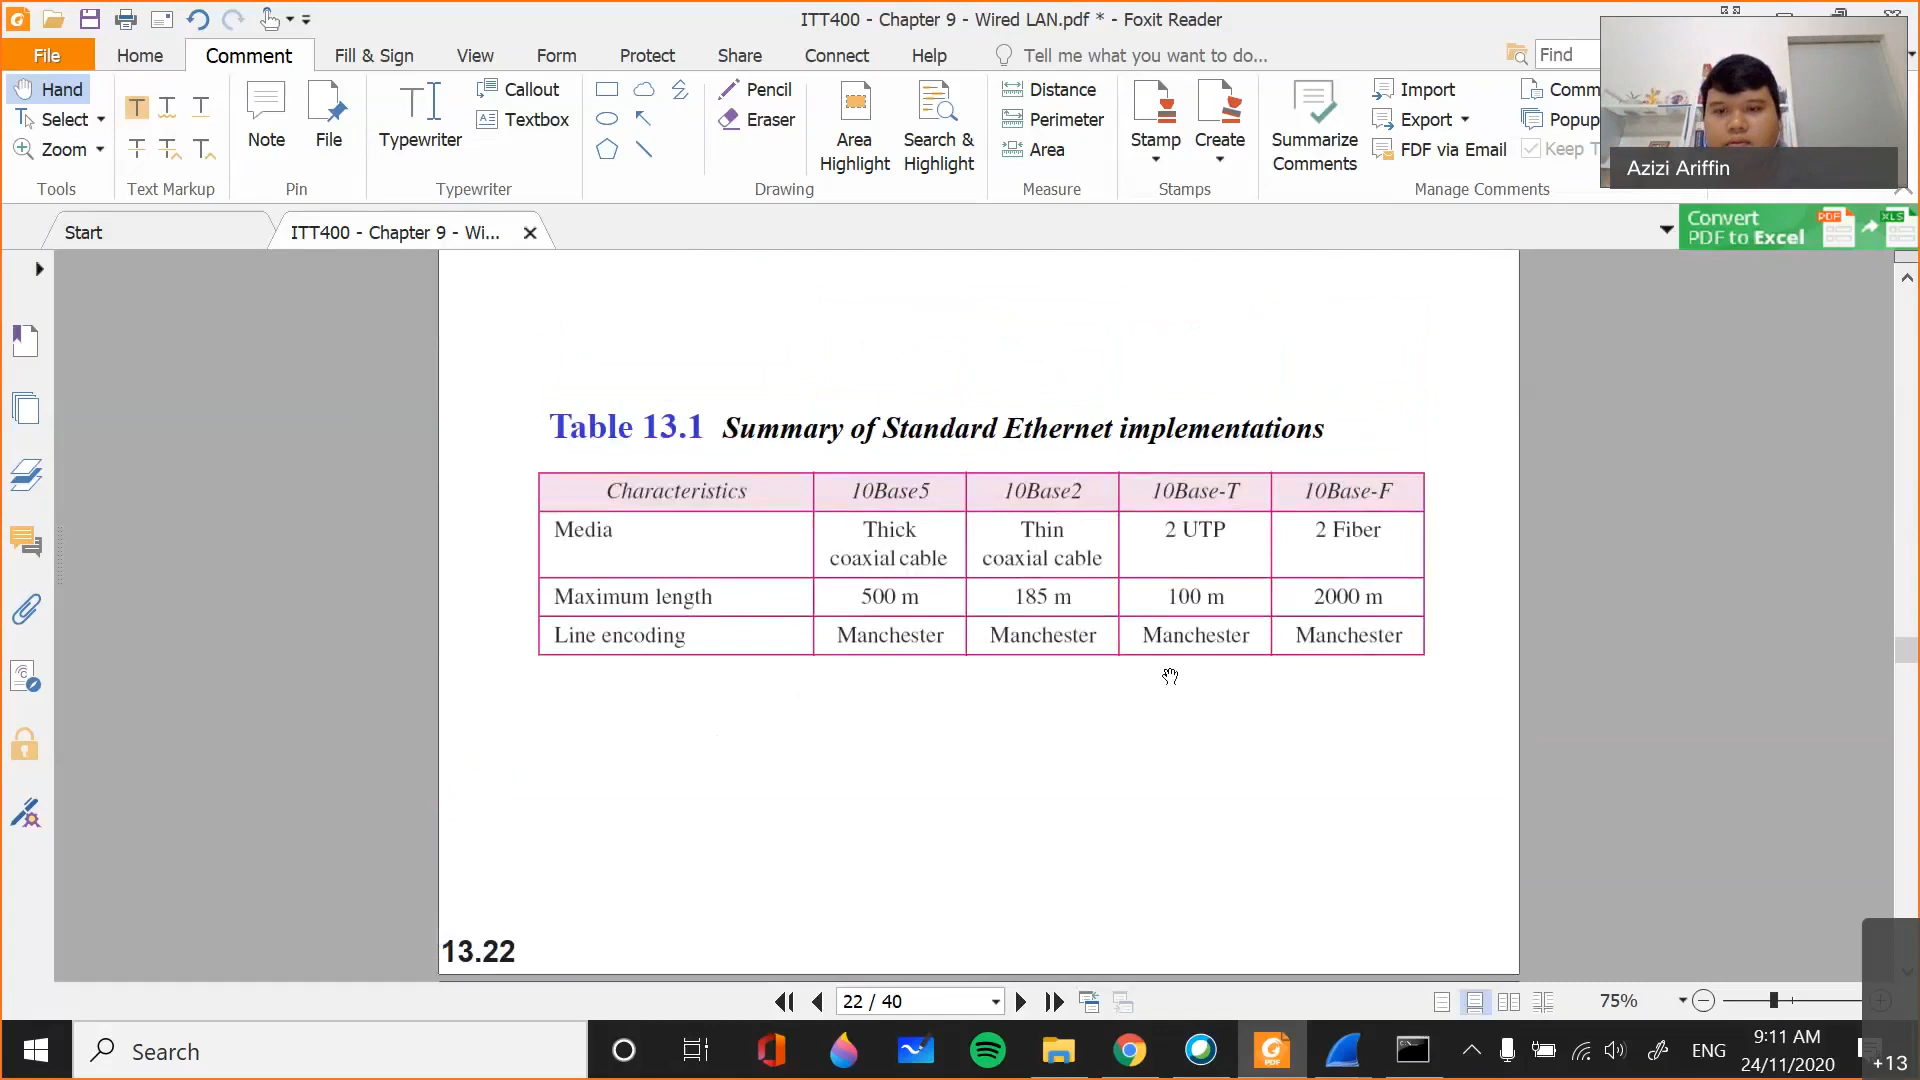 ITT400 - Chapter 9 - Wired LAN.pdf * - Foxit Reader
File Home Comment Fill & Sign View Form Protect Share Connect Help Tell me what you want to do... Find
Hand
Select
Zoom
Tools
Text Markup
Note
File
Pin
Typewriter
Callout
Textbox
Typewriter
Pencil
Eraser
Area
Highlight
Search &
Highlight
Drawing
Distance
Perimeter
Area
Measure
Stamp
Create
Stamps
Summarize
Comments
Import
Export
FDF via Email
Comm
Popup
Keep T
Manage Comments
Azizi Ariffin
Start
ITT400 - Chapter 9 - Wi...
Convert
PDF to Excel
PDF
XLS
Table 13.1 Summary of Standard Ethernet implementations
Characteristics 10Base5 10Base2 10Base-T 10Base-F
Media Thick coaxial cable Thin coaxial cable 2 UTP 2 Fiber
Maximum length 500 m 185 m 100 m 2000 m
Line encoding Manchester Manchester Manchester Manchester
13.22
22 / 40
75%
Search
PDF
ENG
9:11 AM
24/11/2020
+13